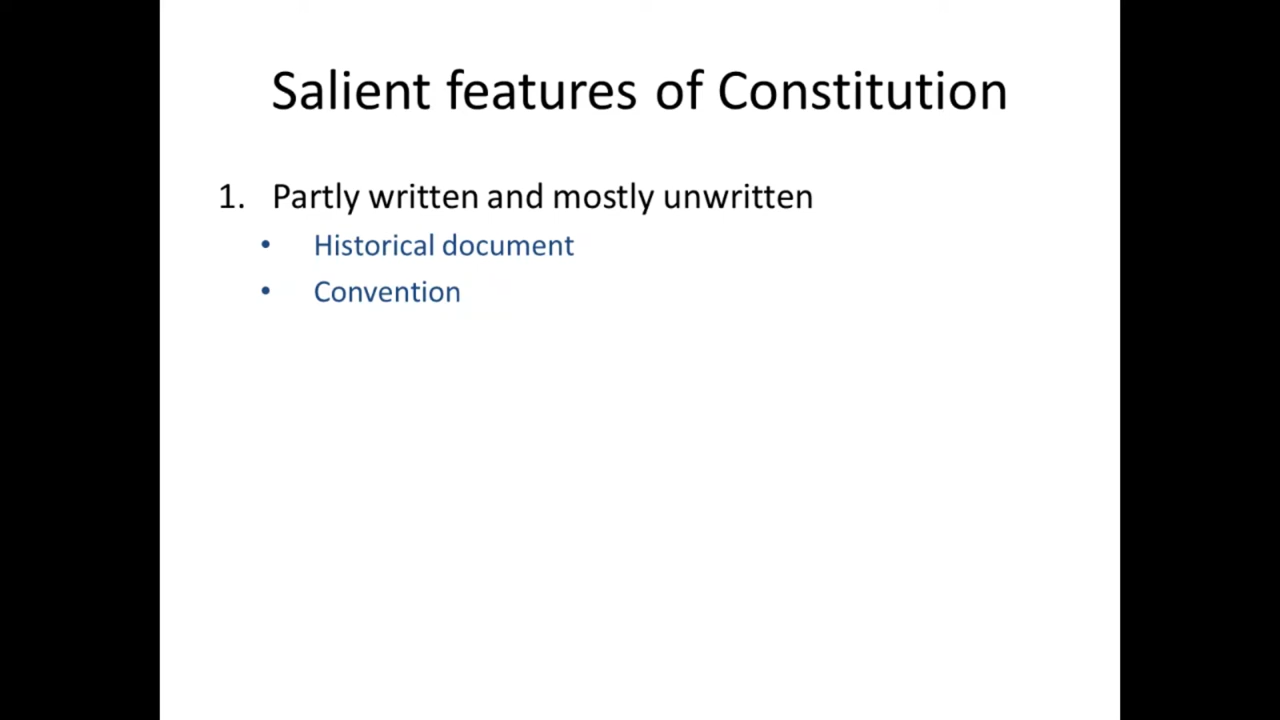 Salient features of Constitution
1. Partly written and mostly unwritten
• Historical document
• Convention